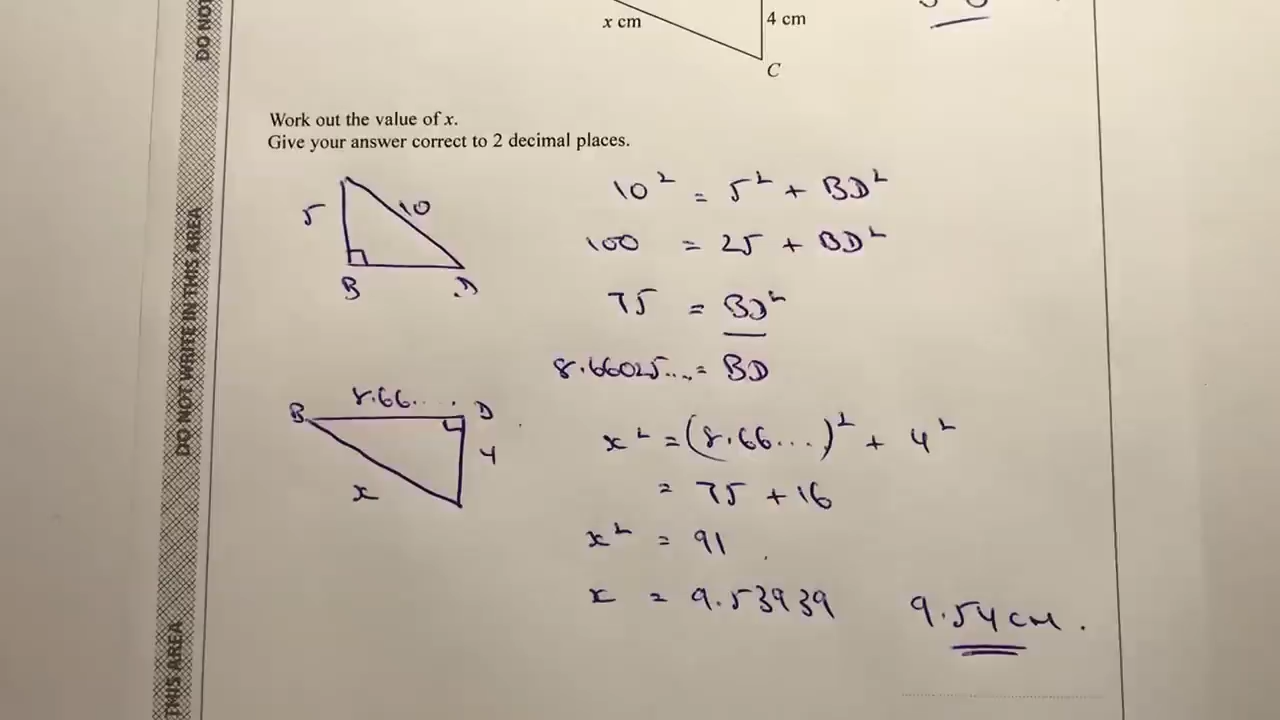 DO NOT
x cm
4 cm
C
Work out the value of x.
Give your answer correct to 2 decimal places.
5
10
B
D
10² = 5² + BD²
100 = 25 + BD²
75 = BD²
8.66025... = BD
DO NOT WRITE IN THIS AREA
B
8.66...
D
4
x
x² = (8.66...)² + 4²
= 75 + 16
x² = 91
x = 9.53939
9.54 cm.
THIS AREA